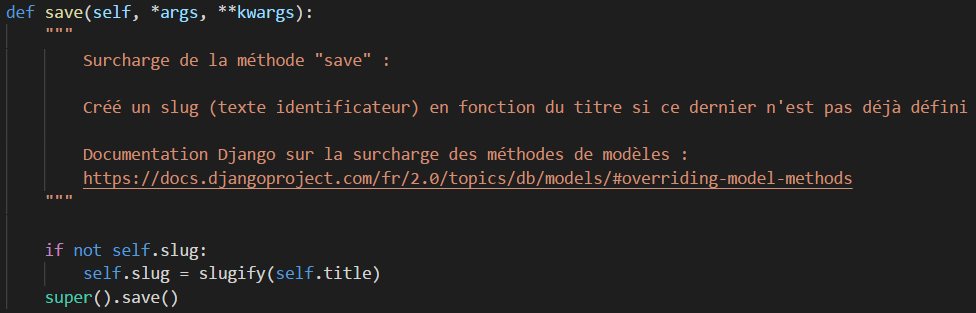 def save(self, *args, **kwargs):
"""
Surcharge de la méthode "save" :
Créé un slug (texte identificateur) en fonction du titre si ce dernier n'est pas déjà défini
Documentation Django sur la surcharge des méthodes de modèles :
https://docs.djangoproject.com/fr/2.0/topics/db/models/#overriding-model-methods
"""
if not self.slug:
self.slug = slugify(self.title)
super().save()